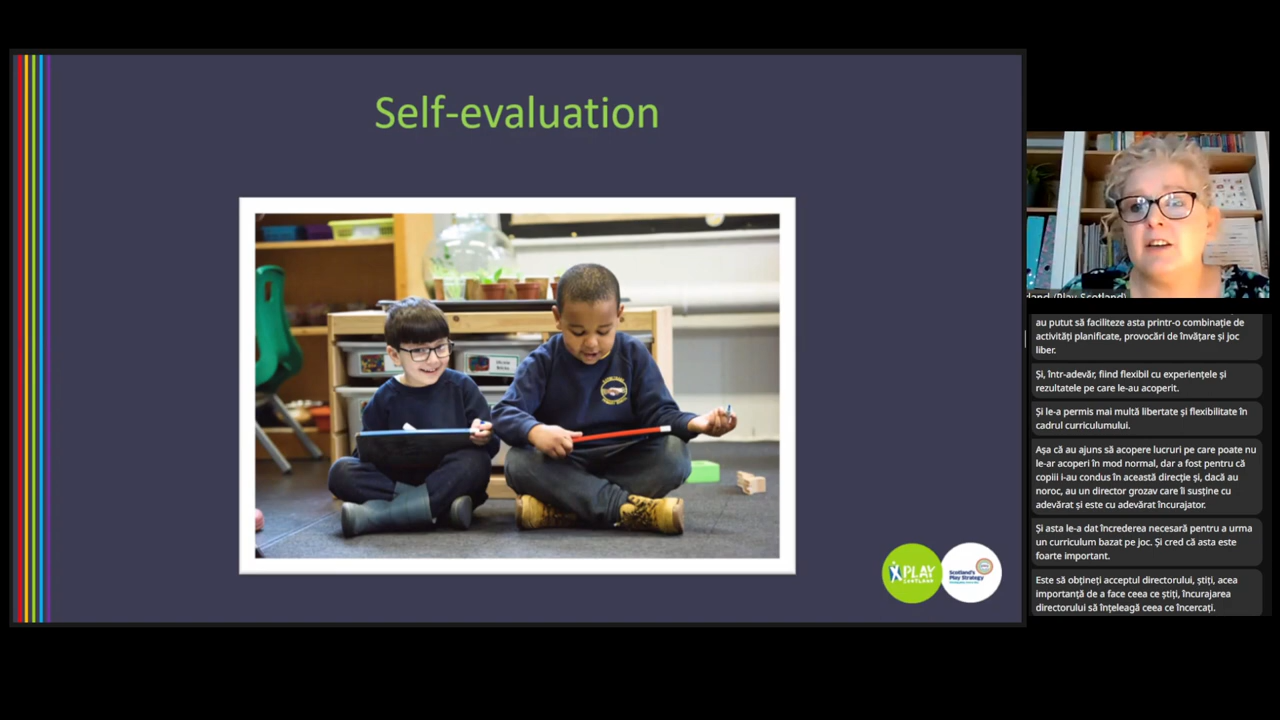 Self-evaluation
PLAY
SCOTLAND
Scotland's
Play Strategy
land (Play Scotland)
au putut să faciliteze asta printr-o combinație de
activități planificate, provocări de învățare și joc
liber.
Și, într-adevăr, fiind flexibil cu experiențele și
rezultatele pe care le-au acoperit.
Și le-a permis mai multă libertate și flexibilitate în
cadrul curriculumului.
Așa că au ajuns să acopere lucruri pe care poate nu
le-ar acoperi în mod normal, dar a fost pentru că
copiii i-au condus în această direcție și, dacă au
noroc, au un director grozav care îi susține cu
adevărat și este cu adevărat încurajator.
Și asta le-a dat încrederea necesară pentru a urma
un curriculum bazat pe joc. Și cred că asta este
foarte important.
Este să obțineți acceptul directorului, știți, acea
importanță de a face ceea ce știți, încurajarea
directorului să înțeleagă ceea ce încercați.